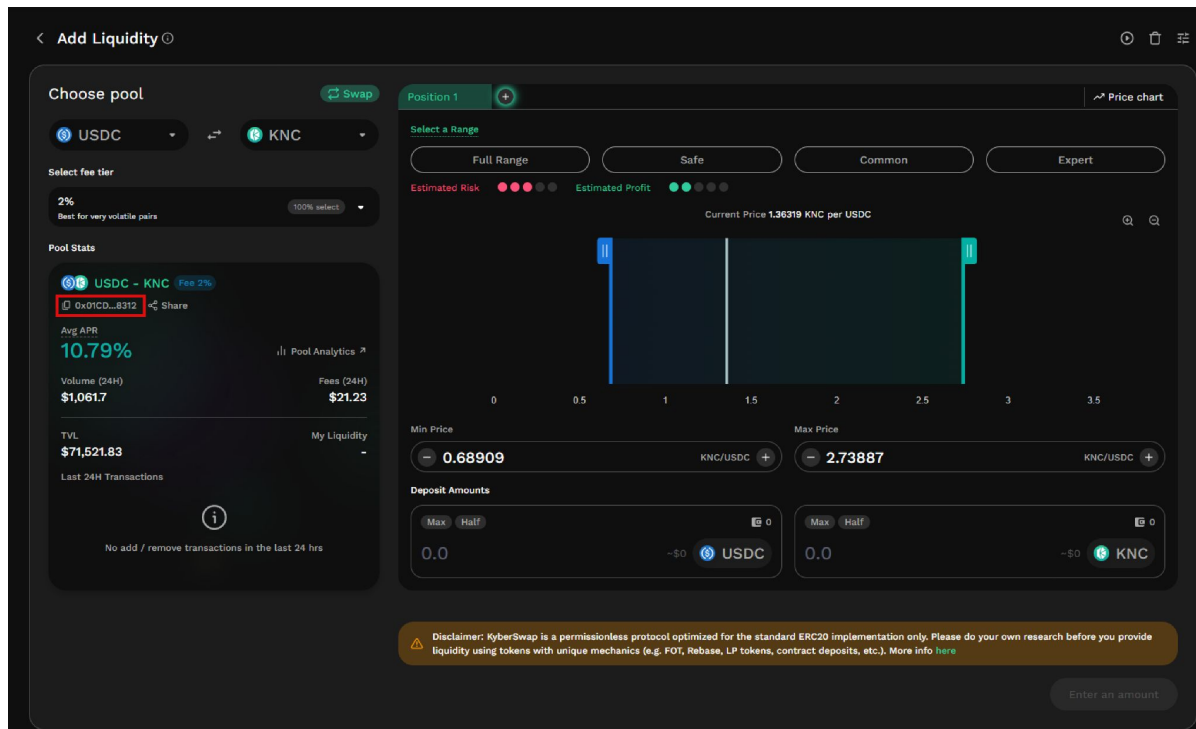 Add Liquidity
Choose pool
Swap
USDC
KNC
Select fee tier
2%
Best for very volatile pairs
100% select
Pool Stats
USDC - KNC Fee 2%
0x01CD...8312 Share
Avg APR
10.79%
Pool Analytics
Volume (24H) Fees (24H)
$1,061.7 $21.23
TVL My Liquidity
$71,521.83 -
Last 24H Transactions
No add / remove transactions in the last 24 hrs
Position 1
Price chart
Select a Range
Full Range Safe Common Expert
Estimated Risk Estimated Profit
Current Price 1.36319 KNC per USDC
0 0.5 1 1.5 2 2.5 3 3.5
Min Price Max Price
- 0.68909 KNC/USDC + - 2.73887 KNC/USDC +
Deposit Amounts
Max Half 0 Max Half 0
0.0 ~$0 USDC 0.0 ~$0 KNC
Disclaimer: KyberSwap is a permissionless protocol optimized for the standard ERC20 implementation only. Please do your own research before you provide
liquidity using tokens with unique mechanics (e.g. FOT, Rebase, LP tokens, contract deposits, etc.). More info here
Enter an amount